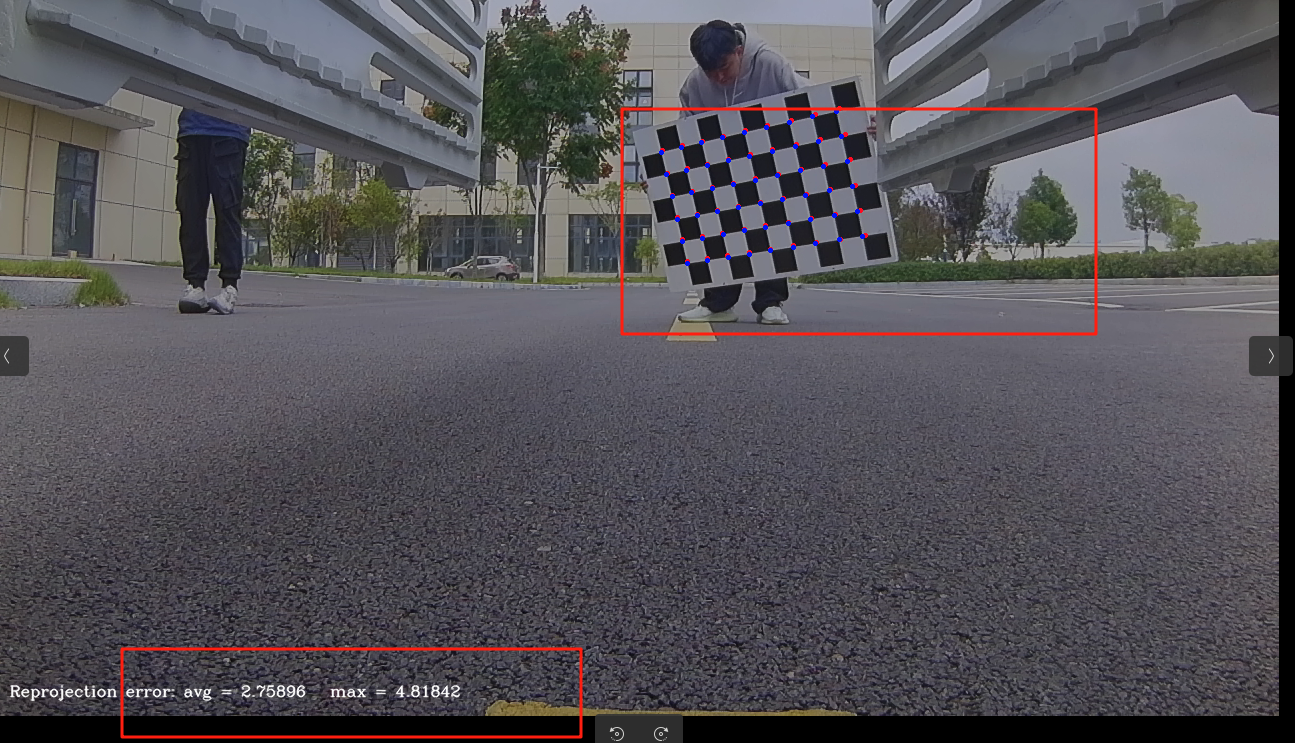 Reprojection error: avg = 2.75896 max = 4.81842